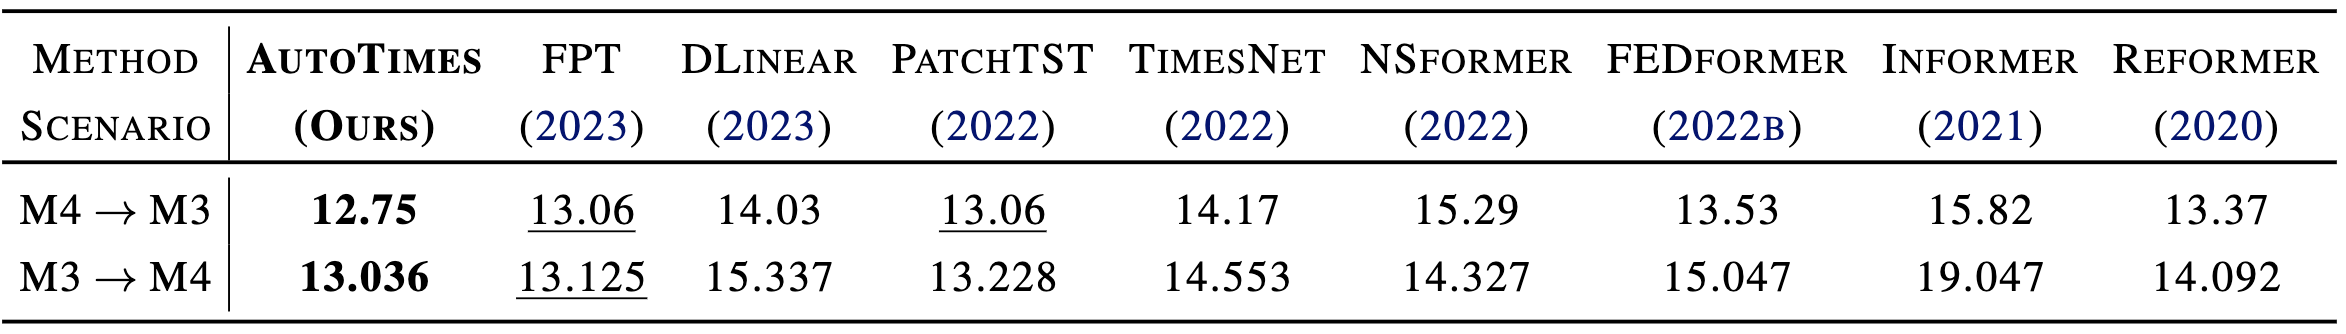 METHOD AUTOTIMES FPT DLINEAR PATCHTST TIMESNET NSFORMER FEDFORMER INFORMER REFORMER
SCENARIO (OURS) (2023) (2023) (2022) (2022) (2022) (2022B) (2021) (2020)
M4 → M3 12.75 13.06 14.03 13.06 14.17 15.29 13.53 15.82 13.37
M3 → M4 13.036 13.125 15.337 13.228 14.553 14.327 15.047 19.047 14.092